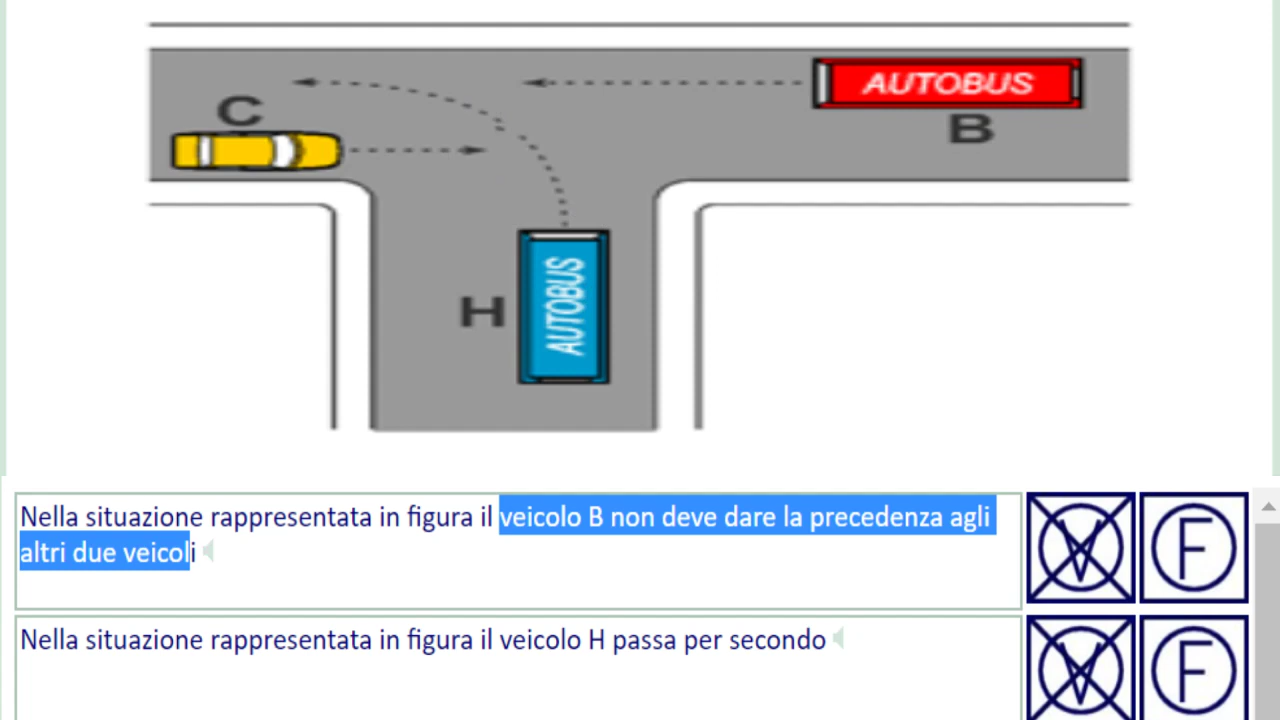 C
AUTOBUS
B
H
AUTOBUS
Nella situazione rappresentata in figura il veicolo B non deve dare la precedenza agli
altri due veicoli
V F
Nella situazione rappresentata in figura il veicolo H passa per secondo
V F